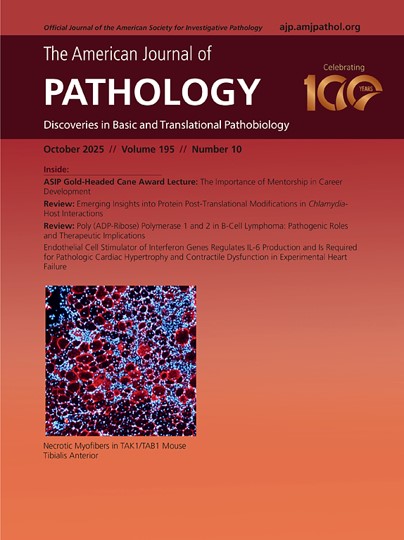 Official Journal of the American Society for Investigative Pathology    ajp.amjpathol.org
The American Journal of
PATHOLOGY
Discoveries in Basic and Translational Pathobiology
Celebrating
100 YEARS
October 2025 // Volume 195 // Number 10
Inside:
ASIP Gold-Headed Cane Award Lecture: The Importance of Mentorship in Career
Development
Review: Emerging Insights into Protein Post-Translational Modifications in Chlamydia-
Host Interactions
Review: Poly (ADP-Ribose) Polymerase 1 and 2 in B-Cell Lymphoma: Pathogenic Roles
and Therapeutic Implications
Endothelial Cell Stimulator of Interferon Genes Regulates IL-6 Production and Is Required
for Pathologic Cardiac Hypertrophy and Contractile Dysfunction in Experimental Heart
Failure
Necrotic Myofibers in TAK1/TAB1 Mouse
Tibialis Anterior